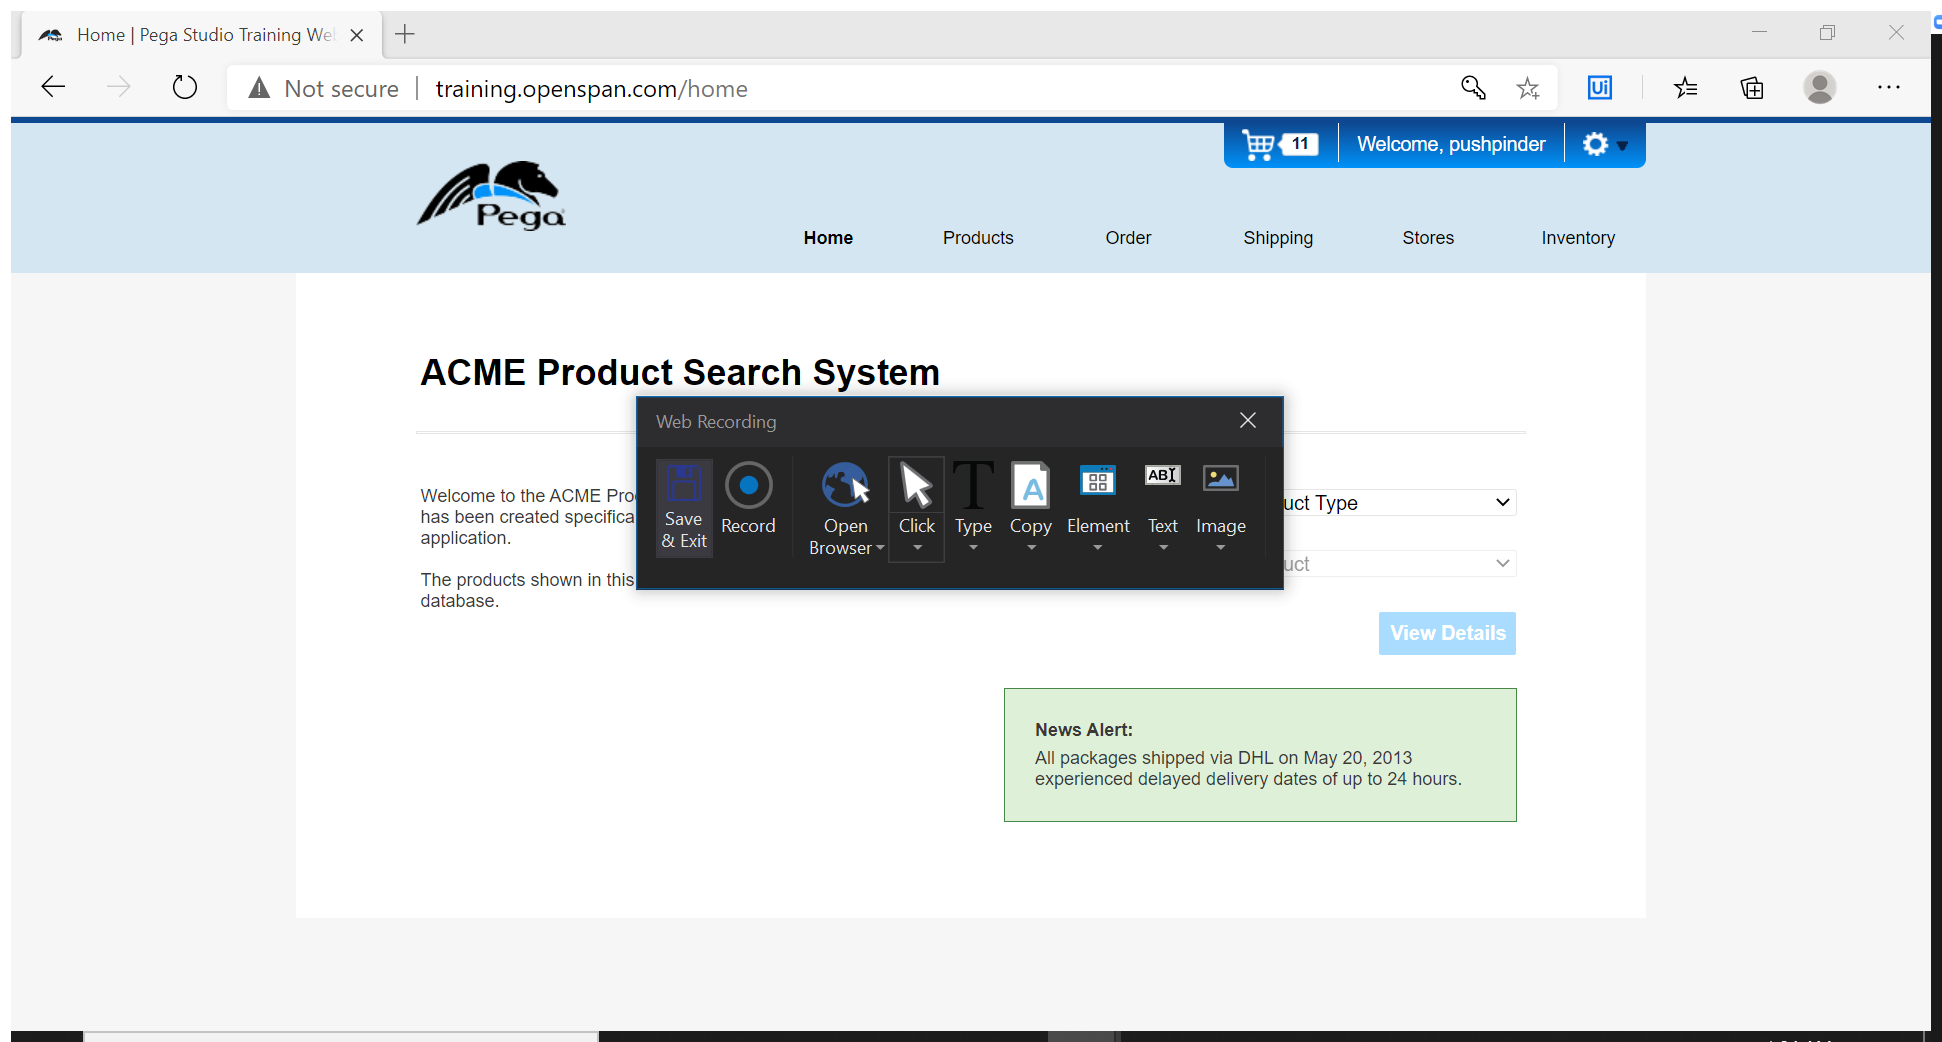 Home | Pega Studio Training We
Not secure
training.openspan.com/home
Ui
11
Welcome, pushpinder
Pega
Home
Products
Order
Shipping
Stores
Inventory
ACME Product Search System
Web Recording
Save
& Exit
Record
Open
Browser
Click
T
Type
A
Copy
Element
ABI
Text
Image
Welcome to the ACME Pro
has been created specifica
application.
The products shown in this
database.
uct Type
uct
View Details
News Alert:
All packages shipped via DHL on May 20, 2013
experienced delayed delivery dates of up to 24 hours.